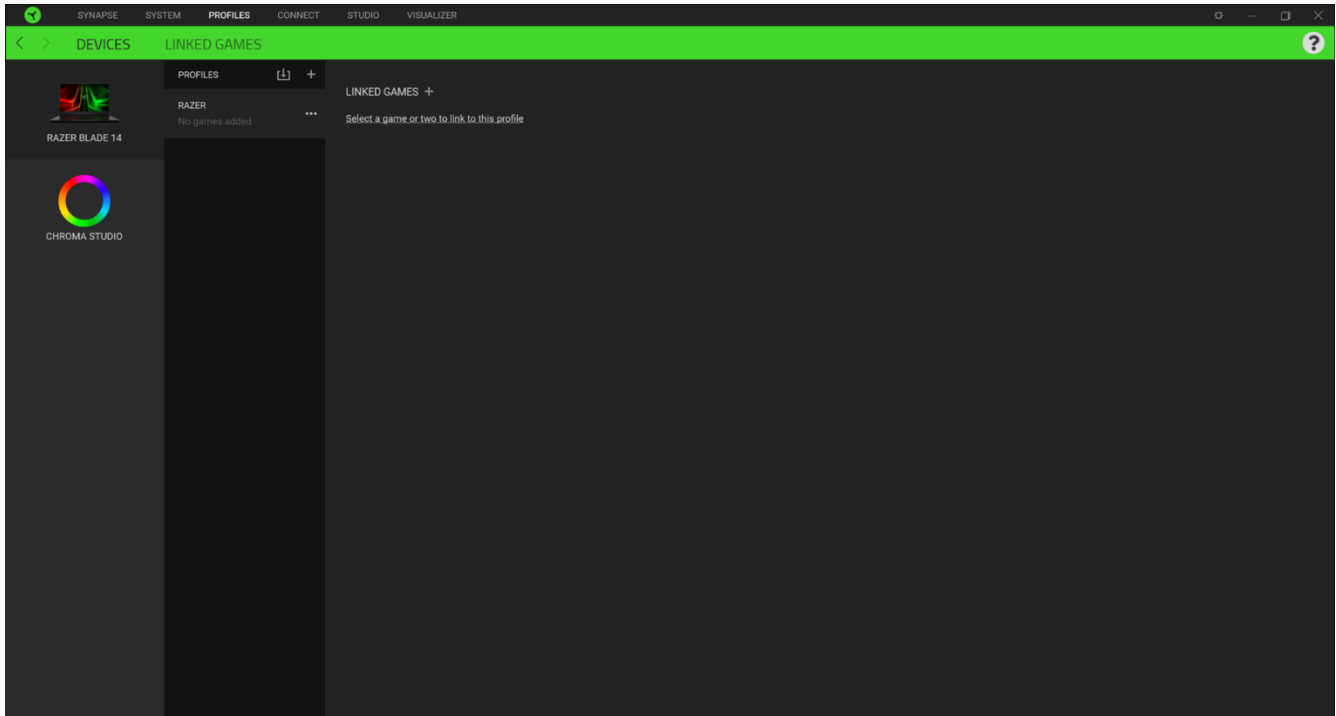 SYNAPSE SYSTEM PROFILES CONNECT STUDIO VISUALIZER
DEVICES LINKED GAMES ?
RAZER BLADE 14
CHROMA STUDIO
PROFILES +
RAZER ...
No games added
LINKED GAMES +
Select a game or two to link to this profile